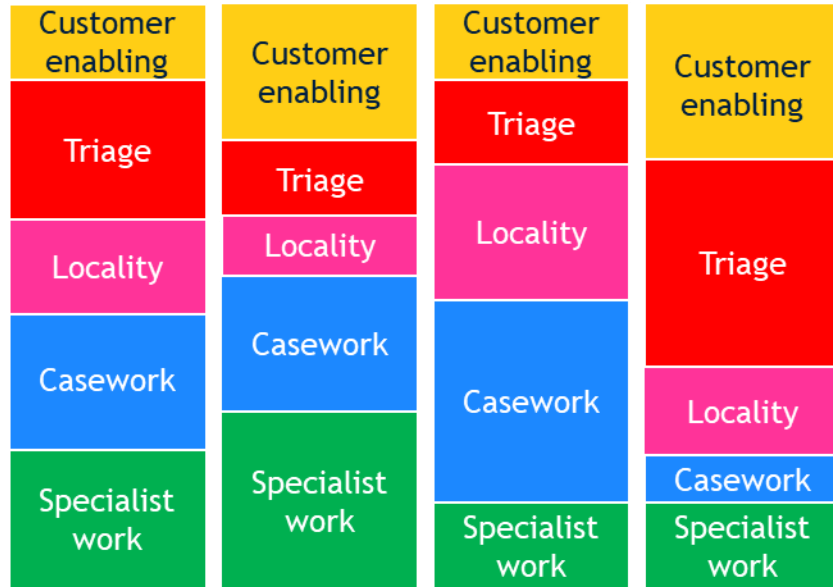 Customer
enabling
Triage
Locality
Casework
Specialist
work
Customer
enabling
Triage
Locality
Casework
Specialist
work
Customer
enabling
Triage
Locality
Casework
Specialist
work
Customer
enabling
Triage
Locality
Casework
Specialist
work